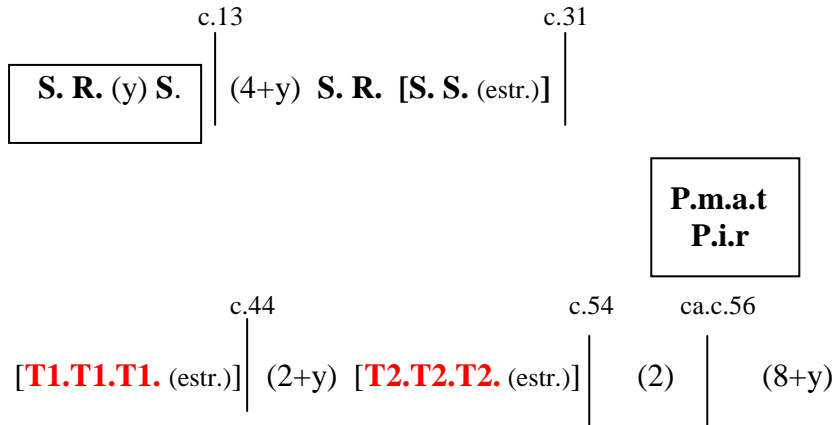 c.13 c.31
S. R. (y) S. (4+y) S. R. [S. S. (estr.)]
P.m.a.t
P.i.r
c.44 c.54 ca.c.56
[T1.T1.T1. (estr.)] (2+y) [T2.T2.T2. (estr.)] (2) (8+y)